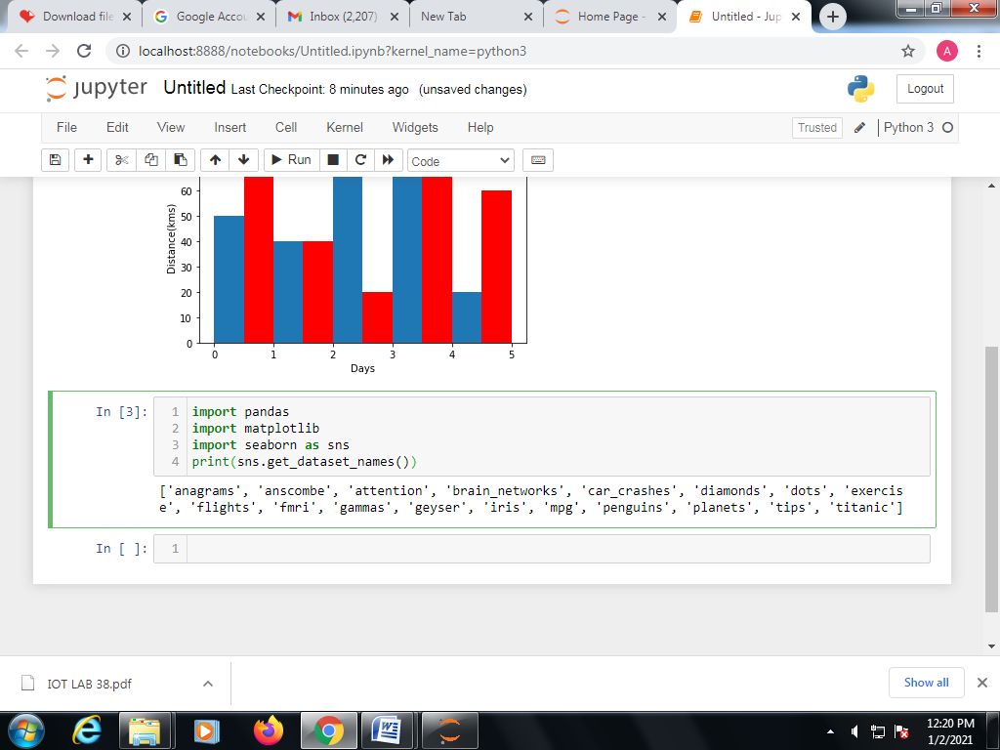 Download file
Google Accou
Inbox (2,207)
New Tab
Home Page -
Untitled - Jup
localhost:8888/notebooks/Untitled.ipynb?kernel_name=python3
A
jupyter Untitled Last Checkpoint: 8 minutes ago (unsaved changes)
Logout
File Edit View Insert Cell Kernel Widgets Help
Trusted Python 3
Run Code
60
50
40
30
20
10
0
Distance(kms)
0 1 2 3 4 5
Days
In [3]:
1 import pandas
2 import matplotlib
3 import seaborn as sns
4 print(sns.get_dataset_names())
['anagrams', 'anscombe', 'attention', 'brain_networks', 'car_crashes', 'diamonds', 'dots', 'exercis
e', 'flights', 'fmri', 'gammas', 'geyser', 'iris', 'mpg', 'penguins', 'planets', 'tips', 'titanic']
In [ ]: 1
IOT LAB 38.pdf
Show all
12:20 PM
1/2/2021